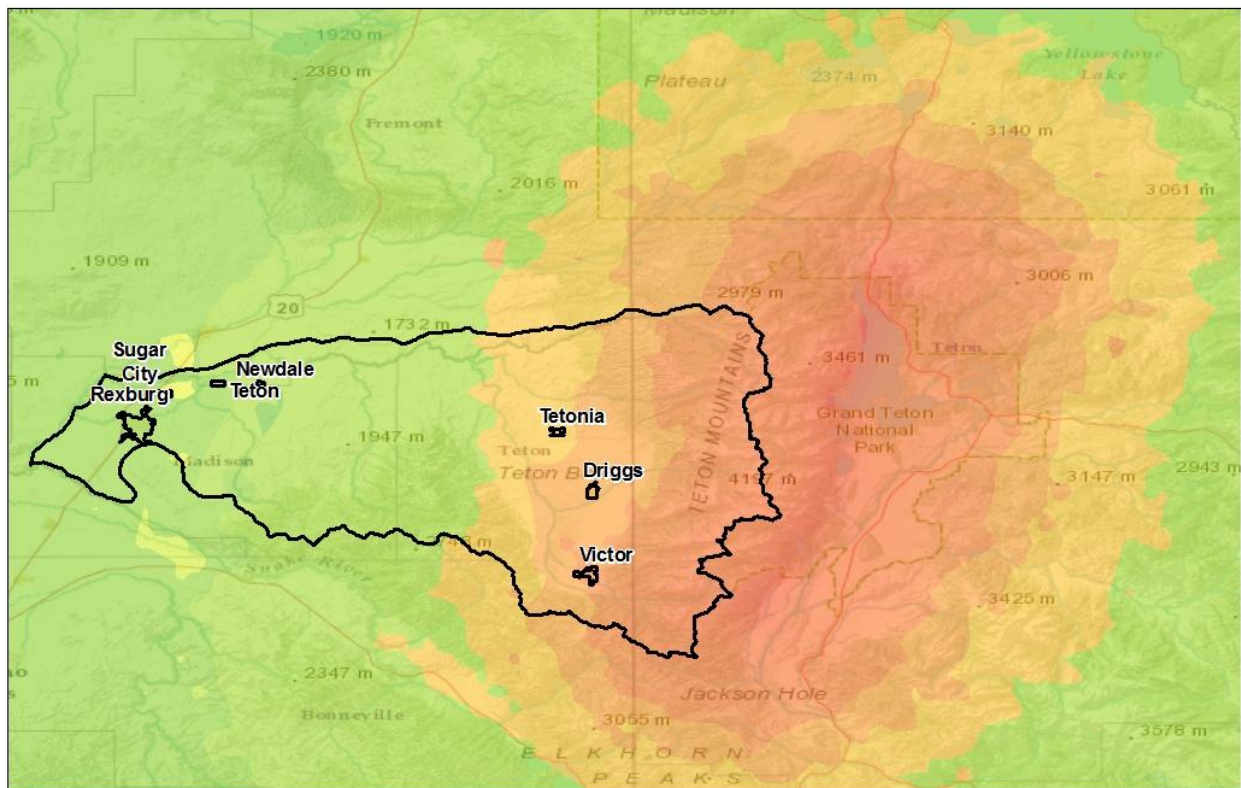 Madison
1920 m
2380 m
Plateau
2374 m
Yellowstone
Lake
Fremont
3140 m
2016 m
3061 m
1909 m
3006 m
2979 m
20
1732 m
Sugar
City
Rexburg
Newdale
Teton
3461 m
Teton
TETON MOUNTAINS
Grand Teton
National
Park
Tetonia
1947 m
Madison
Teton
Teton B
Driggs
4197 m
3147 m
2943 m
Victor
Snake River
3425 m
2347 m
Bonneville
Jackson Hole
3055 m
3578 m
ELKHORN
PEAKS